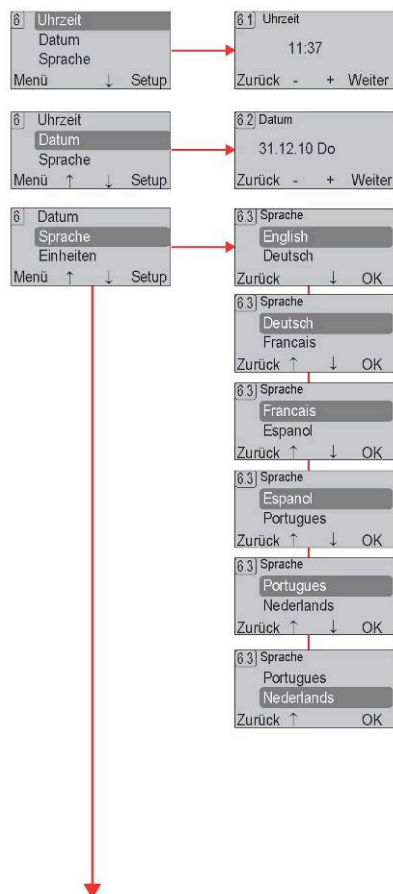 6 Uhrzeit
Datum
Sprache
Menü ↓ Setup
6.1 Uhrzeit
11:37
Zurück - + Weiter
6 Uhrzeit
Datum
Sprache
Menü ↑ ↓ Setup
6.2 Datum
31.12.10 Do
Zurück - + Weiter
6 Datum
Sprache
Einheiten
Menü ↑ ↓ Setup
6.3 Sprache
English
Deutsch
Zurück ↓ OK
6.3 Sprache
Deutsch
Francais
Zurück ↑ ↓ OK
6.3 Sprache
Francais
Espanol
Zurück ↑ ↓ OK
6.3 Sprache
Espanol
Portugues
Zurück ↑ ↓ OK
6.3 Sprache
Portugues
Nederlands
Zurück ↑ ↓ OK
6.3 Sprache
Portugues
Nederlands
Zurück ↑ OK